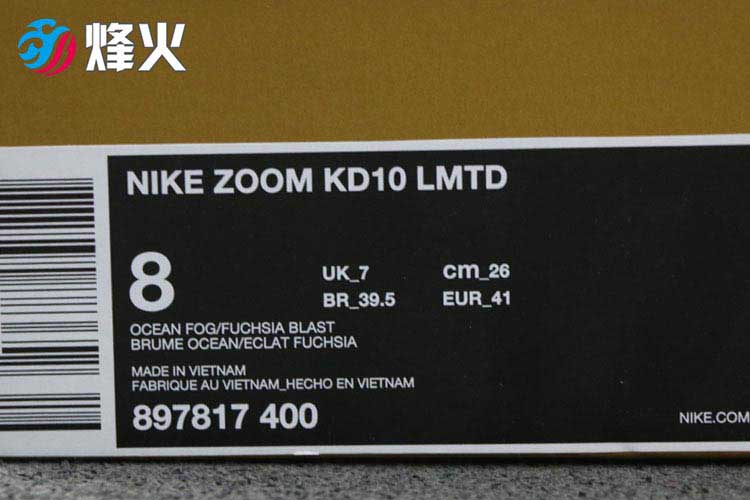 烽火
NIKE ZOOM KD10 LMTD
8
UK_7 cm_26
BR_39.5 EUR_41
OCEAN FOG/FUCHSIA BLAST
BRUME OCEAN/ECLAT FUCHSIA
MADE IN VIETNAM
FABRIQUE AU VIETNAM_HECHO EN VIETNAM
897817 400
NIKE.COM